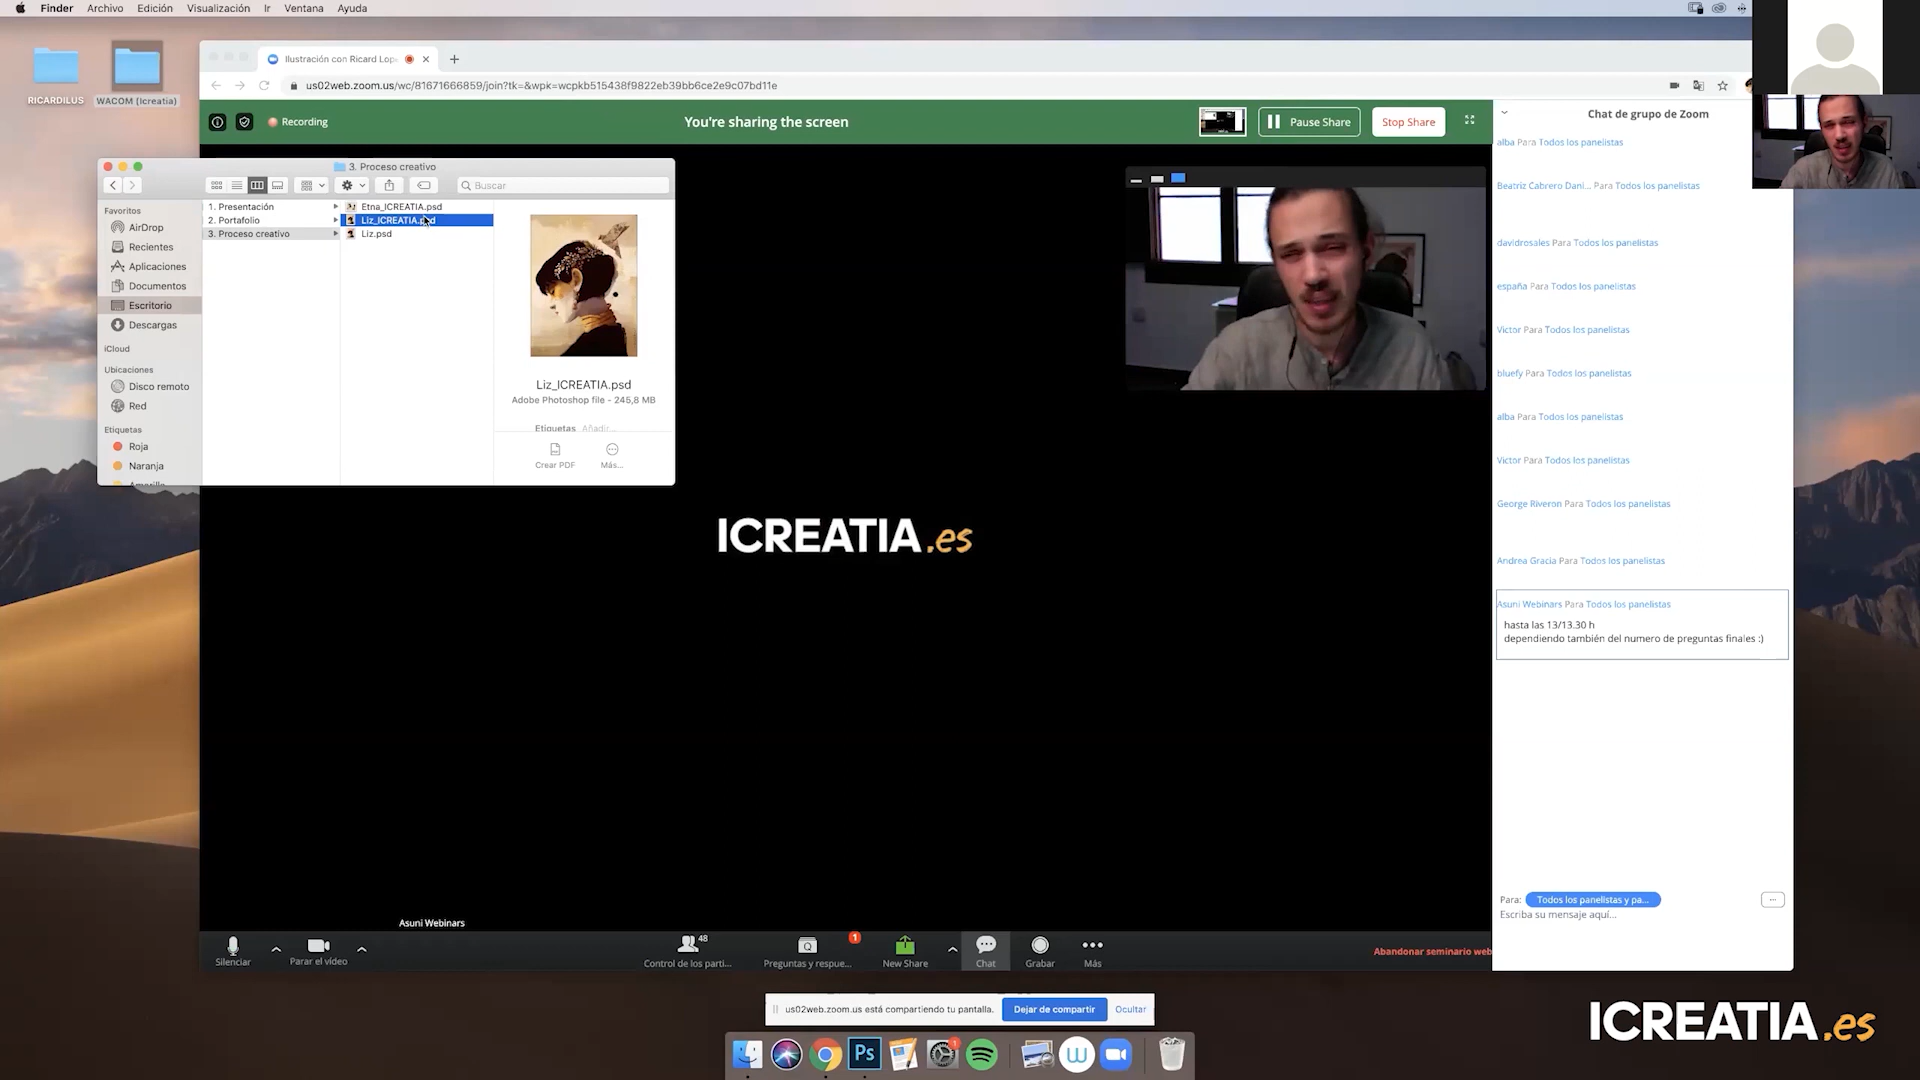 Finder Archivo Edición Visualización Ir Ventana Ayuda
RICARDILUS
WACOM (Icreatia)
Ilustración con Ricard Lop
us02web.zoom.us/wc/81671666859/join?tk=&wpk=wcpkb515438f9822eb39bb6ce2e9c07bd11e
Recording
You're sharing the screen
Pause Share
Stop Share
3. Proceso creativo
Buscar
Favoritos
AirDrop
Recientes
Aplicaciones
Documentos
Escritorio
Descargas
iCloud
Ubicaciones
Disco remoto
Red
Etiquetas
Roja
Naranja
Amarillo
1. Presentación
2. Portafolio
3. Proceso creativo
Etna_ICREATIA.psd
Liz_ICREATIA.psd
Liz.psd
Liz_ICREATIA.psd
Adobe Photoshop file - 245,8 MB
Etiquetas Añadir...
Crear PDF
Más...
ICREATIA.es
Asuni Webinars
Chat de grupo de Zoom
alba Para Todos los panelistas
Beatriz Cabrero Dani... Para Todos los panelistas
davidrosales Para Todos los panelistas
españa Para Todos los panelistas
Victor Para Todos los panelistas
bluefy Para Todos los panelistas
alba Para Todos los panelistas
Victor Para Todos los panelistas
George Riveron Para Todos los panelistas
Andrea Gracia Para Todos los panelistas
Asuni Webinars Para Todos los panelistas
hasta las 13/13.30 h
dependiendo también del numero de preguntas finales :)
Para: Todos los panelistas y pa...
Escriba su mensaje aquí...
Silenciar
Parar el vídeo
48
Control de los parti...
1
Preguntas y respue...
New Share
Chat
Grabar
Más
Abandonar seminario web
us02web.zoom.us está compartiendo tu pantalla.
Dejar de compartir
Ocultar
Ps
1
ICREATIA.es